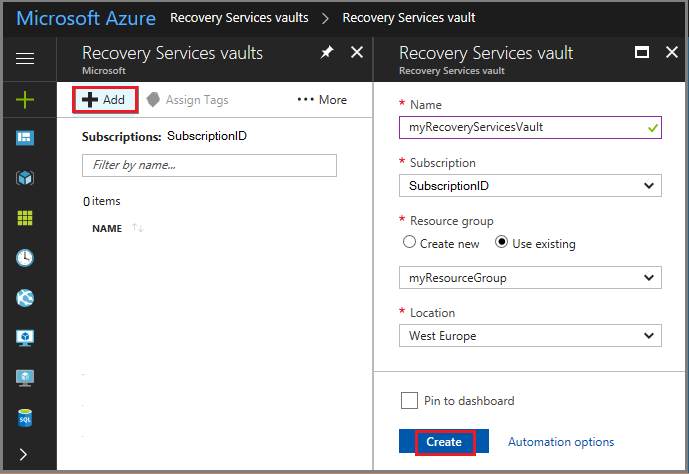 Microsoft Azure Recovery Services vaults > Recovery Services vault
Recovery Services vaults
Microsoft
Add Assign Tags ••• More
Subscriptions: SubscriptionID
Filter by name...
0 items
NAME
Recovery Services vault
Recovery Services vault
* Name
myRecoveryServicesVault
* Subscription
SubscriptionID
* Resource group
Create new Use existing
myResourceGroup
* Location
West Europe
Pin to dashboard
Create Automation options
SQL